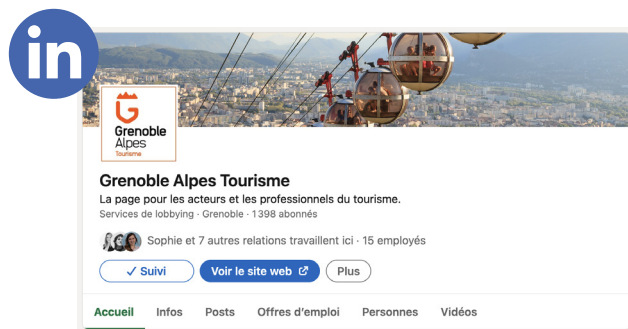 in
Grenoble
Alpes
Tourisme
Grenoble Alpes Tourisme
La page pour les acteurs et les professionnels du tourisme.
Services de lobbying · Grenoble · 1 398 abonnés
Sophie et 7 autres relations travaillent ici · 15 employés
✓ Suivi Voir le site web Plus
Accueil Infos Posts Offres d'emploi Personnes Vidéos